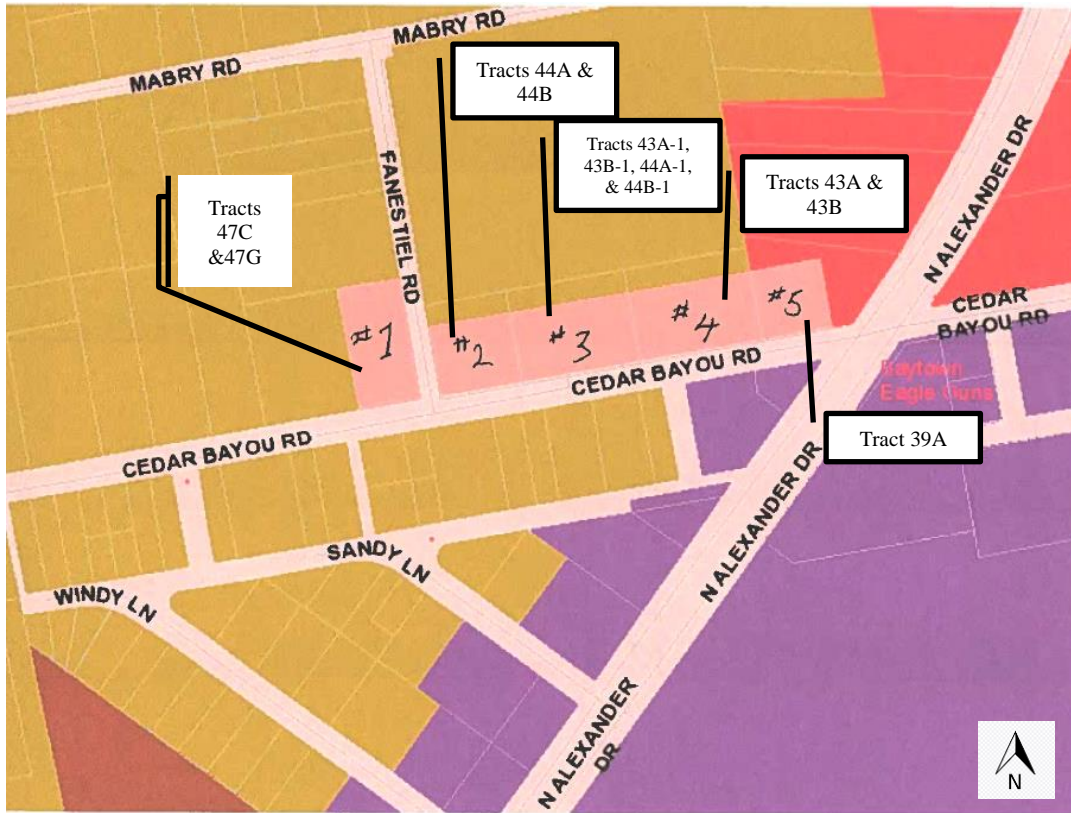 MABRY RD
MABRY RD
Tracts 44A &
44B
Tracts 43A-1,
43B-1, 44A-1,
& 44B-1
Tracts 43A &
43B
Tracts
47C
&47G
FANESTIEL RD
N ALEXANDER DR
#1
#2
#3
#4
#5
CEDAR
BAYOU RD
CEDAR BAYOU RD
Baytown
Eagle Huns
Tract 39A
CEDAR BAYOU RD
N ALEXANDER DR
SANDY LN
WINDY LN
N ALEXANDER
DR
N